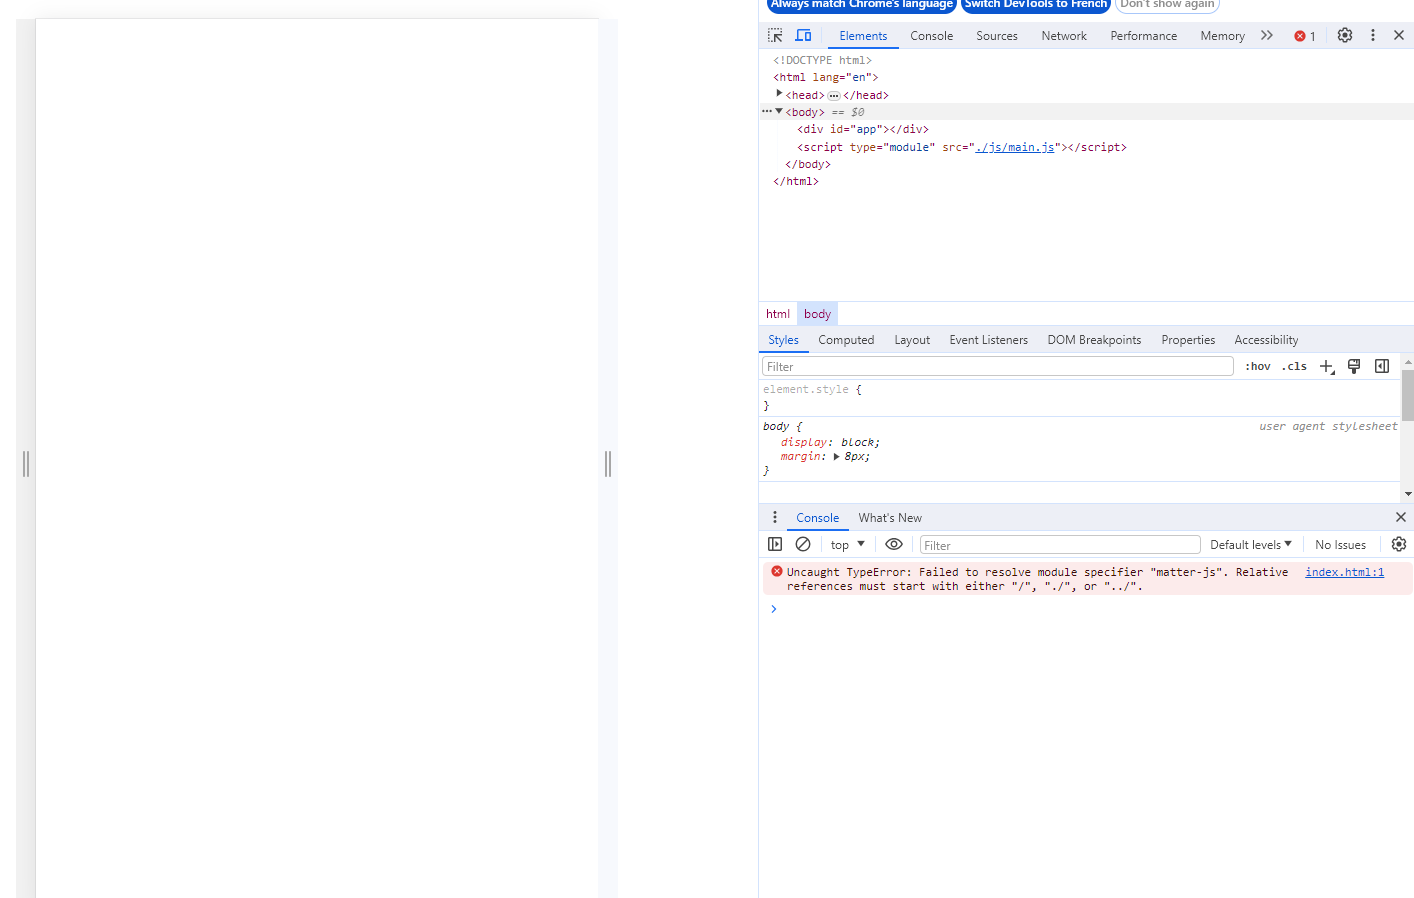 Always match Chrome's language Switch DevTools to French Don't show again
Elements Console Sources Network Performance Memory 1
<!DOCTYPE html>
<html lang="en">
<head> ••• </head>
••• <body> == $0
<div id="app"></div>
<script type="module" src="./js/main.js"></script>
</body>
</html>
html body
Styles Computed Layout Event Listeners DOM Breakpoints Properties Accessibility
Filter :hov .cls
element.style {
}
body { user agent stylesheet
display: block;
margin: 8px;
}
Console What's New
top Filter Default levels No Issues
Uncaught TypeError: Failed to resolve module specifier "matter-js". Relative index.html:1
references must start with either "/", "./", or "../".